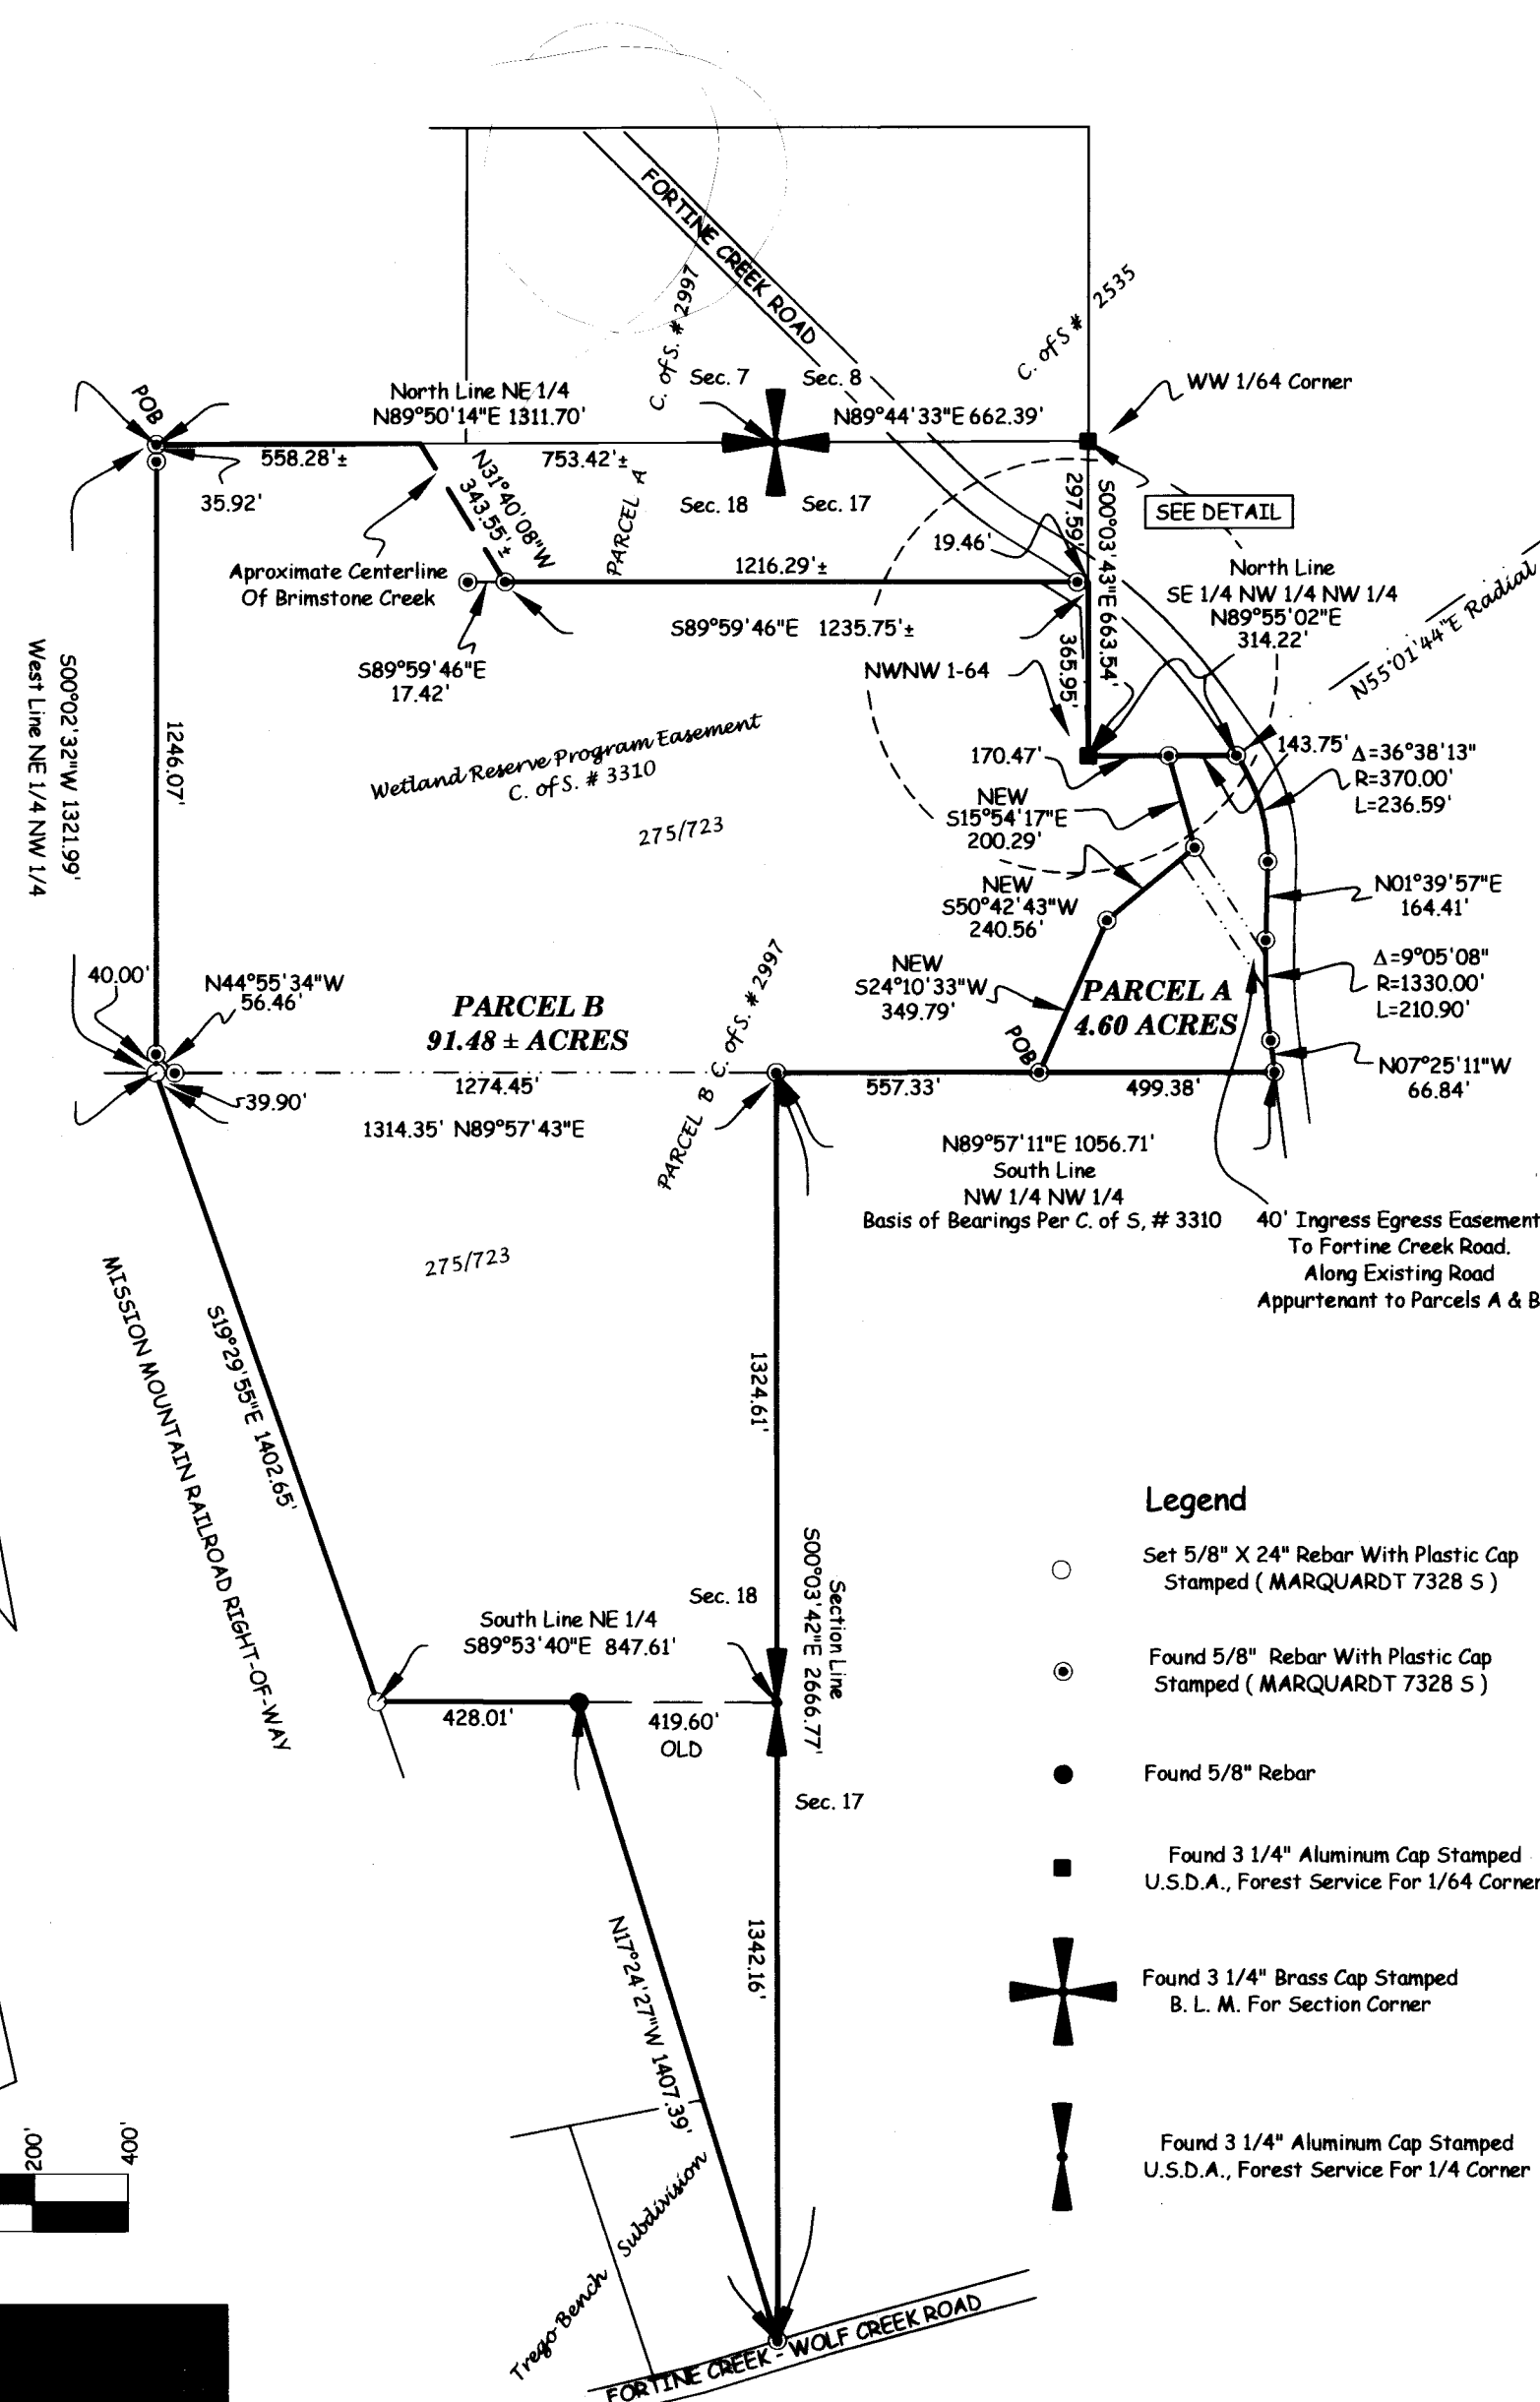 FORTINE CREEK ROAD
C. of S. # 2997
C. of S # 2535
POB
North Line NE 1/4
N89°50'14"E 1311.70'
Sec. 7
Sec. 8
N89°44'33"E 662.39'
WW 1/64 Corner
558.28'±
35.92'
753.42'±
N31°40'08"W
343.55'±
PARCEL A
Sec. 18
Sec. 17
297.59'
S00°03'43"E 663.54'
SEE DETAIL
19.46'
Aproximate Centerline
Of Brimstone Creek
1216.29'±
S89°59'46"E 1235.75'±
S89°59'46"E
17.42'
North Line
SE 1/4 NW 1/4 NW 1/4
N89°55'02"E
314.22'
N55°01'44"E Radial
365.95'
NWNW 1-64
West Line NE 1/4 NW 1/4
S00°02'32"W 1321.99'
1246.07'
Wetland Reserve Program Easement
C. of S. # 3310
275/723
170.47'
143.75'
Δ=36°38'13"
R=370.00'
L=236.59'
NEW
S15°54'17"E
200.29'
NEW
S50°42'43"W
240.56'
N01°39'57"E
164.41'
40.00'
N44°55'34"W
56.46'
PARCEL B
91.48 ± ACRES
NEW
S24°10'33"W
349.79'
PARCEL A
4.60 ACRES
Δ=9°05'08"
R=1330.00'
L=210.90'
POB
39.90'
1274.45'
1314.35' N89°57'43"E
PARCEL B C. of S. # 2997
557.33'
499.38'
N07°25'11"W
66.84'
N89°57'11"E 1056.71'
South Line
NW 1/4 NW 1/4
Basis of Bearings Per C. of S, # 3310
40' Ingress Egress Easement
To Fortine Creek Road.
Along Existing Road
Appurtenant to Parcels A & B
275/723
MISSION MOUNTAIN RAILROAD RIGHT-OF-WAY
S19°29'55"E 1402.65'
1324.61'
Section Line
S00°03'42"E 2666.77'
Sec. 18
South Line NE 1/4
S89°53'40"E 847.61'
428.01'
419.60'
OLD
Sec. 17
N17°24'27"W 1407.39'
1342.16'
Trego Bench Subdivision
FORTINE CREEK - WOLF CREEK ROAD
200'
400'
Legend
Set 5/8" X 24" Rebar With Plastic Cap
Stamped ( MARQUARDT 7328 S )
Found 5/8" Rebar With Plastic Cap
Stamped ( MARQUARDT 7328 S )
Found 5/8" Rebar
Found 3 1/4" Aluminum Cap Stamped
U.S.D.A., Forest Service For 1/64 Corner
Found 3 1/4" Brass Cap Stamped
B. L. M. For Section Corner
Found 3 1/4" Aluminum Cap Stamped
U.S.D.A., Forest Service For 1/4 Corner